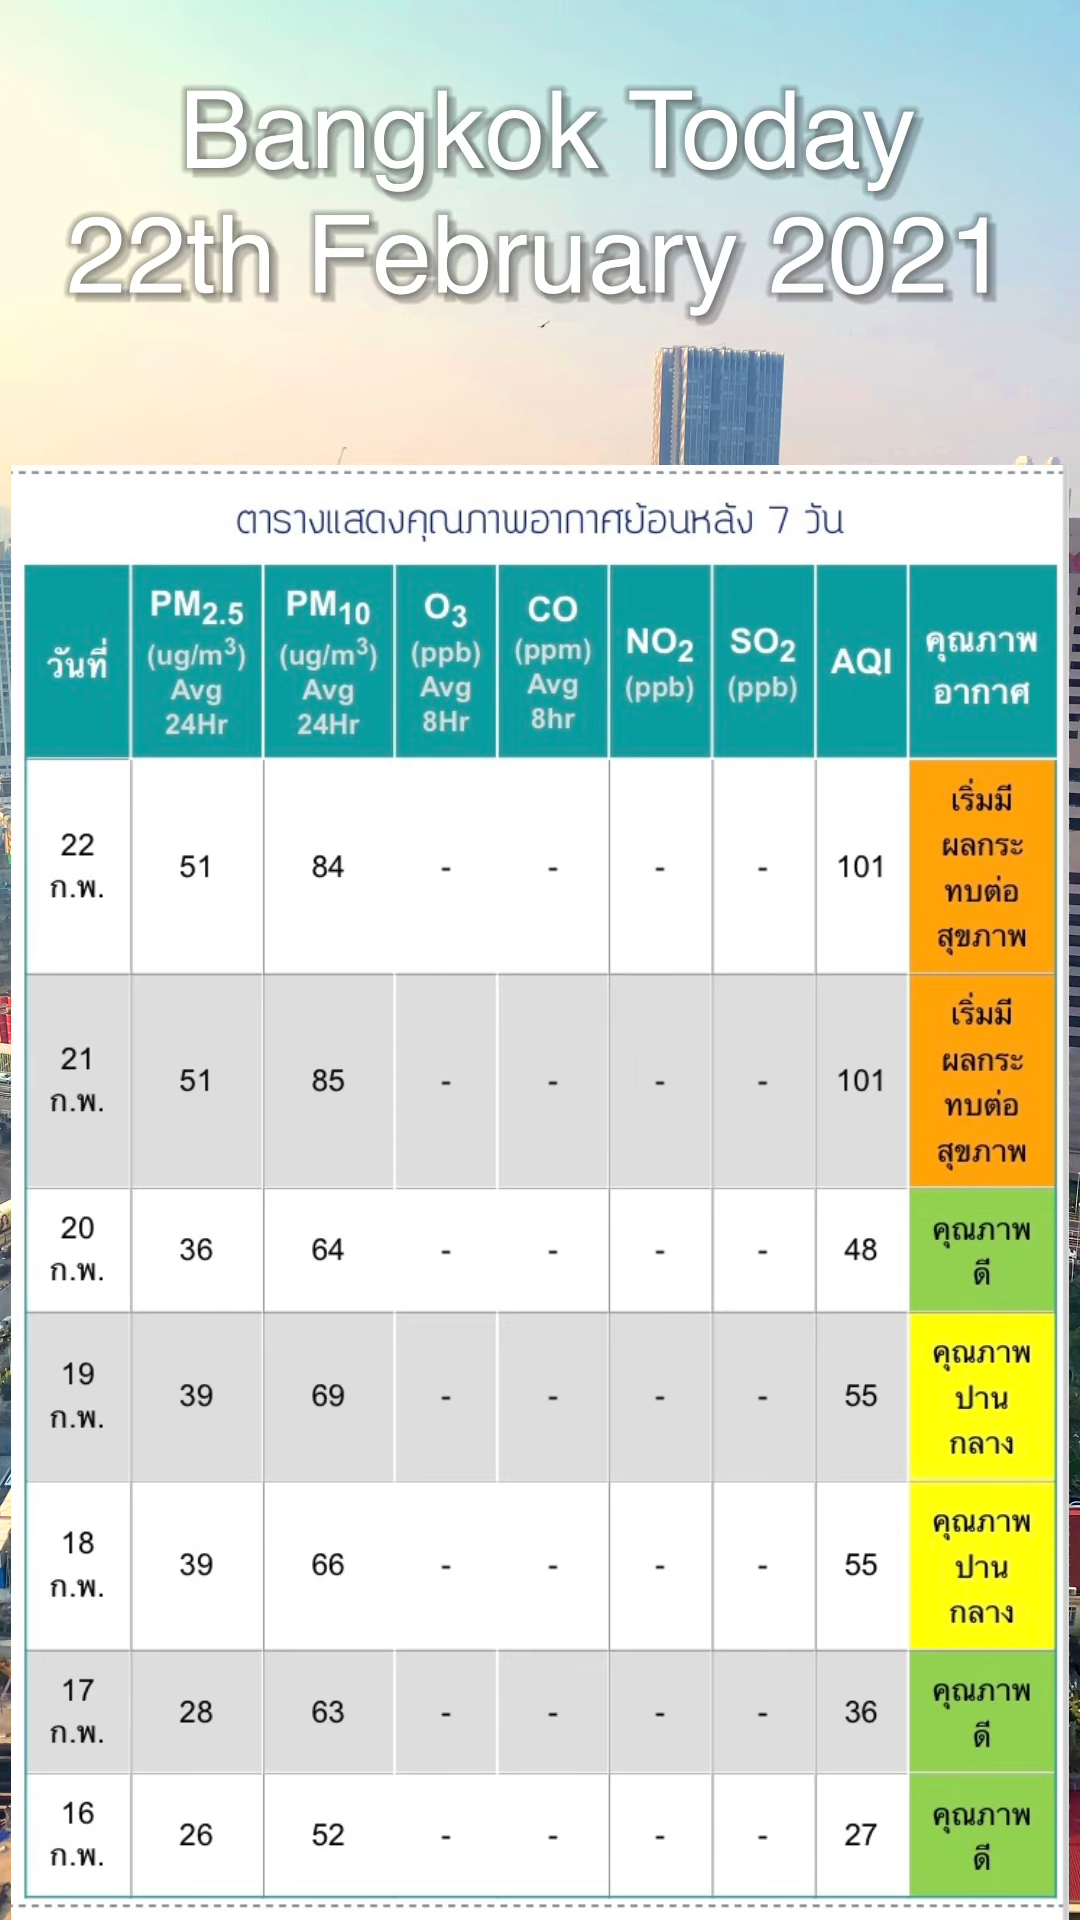 Bangkok Today
22th February 2021
ตารางแสดงคุณภาพอากาศย้อนหลัง 7 วัน
วันที่ PM2.5 (ug/m3) Avg 24Hr PM10 (ug/m3) Avg 24Hr O3 (ppb) Avg 8Hr CO (ppm) Avg 8hr NO2 (ppb) SO2 (ppb) AQI คุณภาพอากาศ
22 ก.พ. 51 84 - - - - 101 เริ่มมีผลกระทบต่อสุขภาพ
21 ก.พ. 51 85 - - - - 101 เริ่มมีผลกระทบต่อสุขภาพ
20 ก.พ. 36 64 - - - - 48 คุณภาพดี
19 ก.พ. 39 69 - - - - 55 คุณภาพปานกลาง
18 ก.พ. 39 66 - - - - 55 คุณภาพปานกลาง
17 ก.พ. 28 63 - - - - 36 คุณภาพดี
16 ก.พ. 26 52 - - - - 27 คุณภาพดี